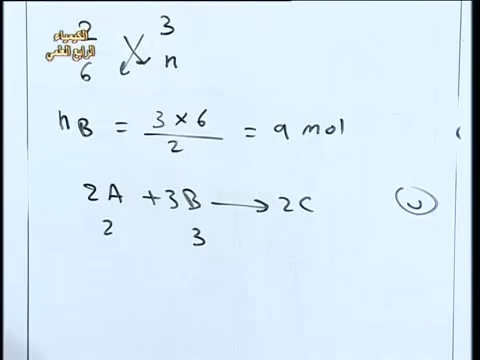 2 3
الكيمياء
الرابع العلمي
6 n
nB = 3 × 6 / 2 = 9 mol
2A + 3B → 2C
2 3